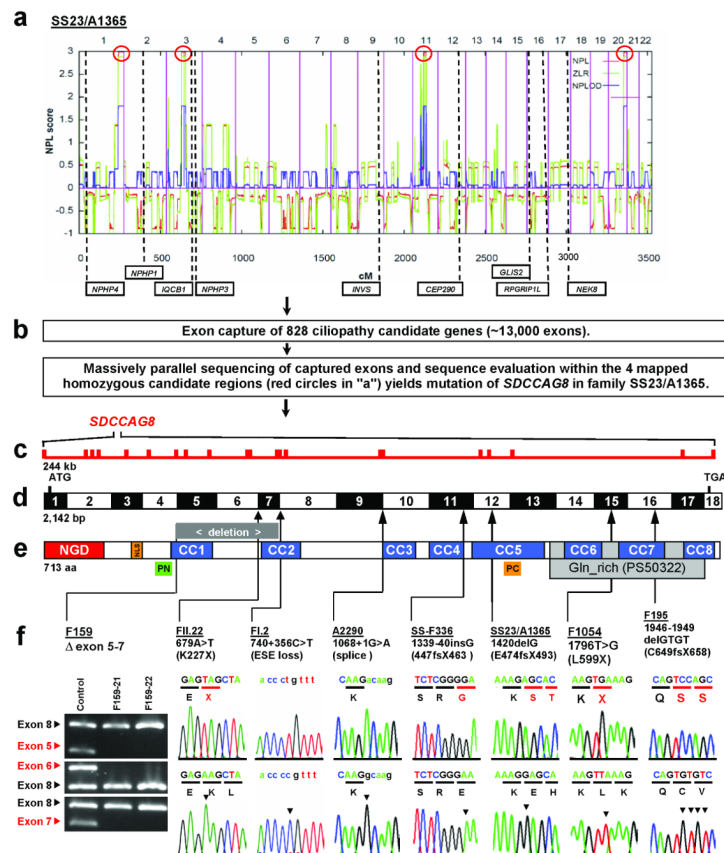 a SS23/A1365
1 2 3 4 5 6 7 8 9 10 11 12 13 14 15 16 17 18 19 20 21 22
NPL
ZLR
NPLOD
NPL score
3
2.5
2
1.5
1
0.5
0
-0.5
-1
0 500 1000 1500 2000 2500 3000 3500
cM
NPHP1 GLIS2
NPHP4 IQCB1 NPHP3 INVS CEP290 RPGRIP1L NEK8
b
Exon capture of 828 ciliopathy candidate genes (~13,000 exons).
Massively parallel sequencing of captured exons and sequence evaluation within the 4 mapped
homozygous candidate regions (red circles in "a") yields mutation of SDCCAG8 in family SS23/A1365.
SDCCAG8
c
244 kb
ATG TGA
d 1 2 3 4 5 6 7 8 9 10 11 12 13 14 15 16 17 18
2,142 bp
< deletion >
e NGD NLS CC1 CC2 CC3 CC4 CC5 CC6 CC7 CC8
713 aa PN PC Gln_rich (PS50322)
f
F159
Δ exon 5-7
FII.22
679A>T
(K227X)
FI.2
740+356C>T
(ESE loss)
A2290
1068+1G>A
(splice )
SS-F336
1339-40insG
(447fsX463 )
SS23/A1365
1420delG
(E474fsX493)
F1054
1796T>G
(L599X)
F195
1946-1949
delGTGT
(C649fsX658)
Control F159-21 F159-22
Exon 8
Exon 5
Exon 6
Exon 8
Exon 8
Exon 7
GAGTAGCTA a ccct g ttt CAAgacaag TCTCGGGGA AAAGAGCAC AAGTGAAAG CAGTCCAGC
E X K S R G K S T K X Q S S
GAGAAGCTA a cccc g ttt CAAGgcaag TCTCGGGAA AAAGGAGCA AAGTTAAAG CAGTGTGTC
E K L K S R E K E H K L K Q C V